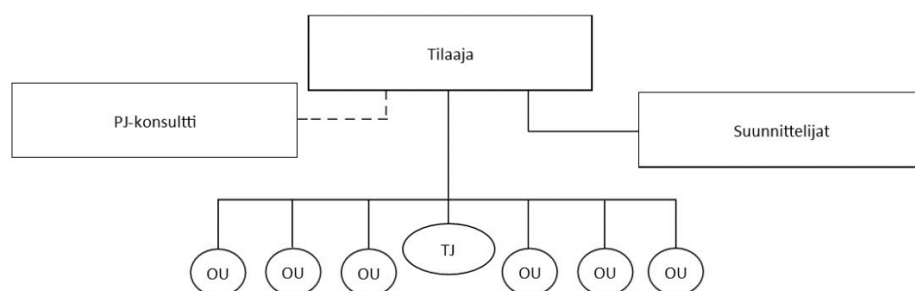 Tilaaja
PJ-konsultti
Suunnittelijat
TJ
OU
OU
OU
OU
OU
OU